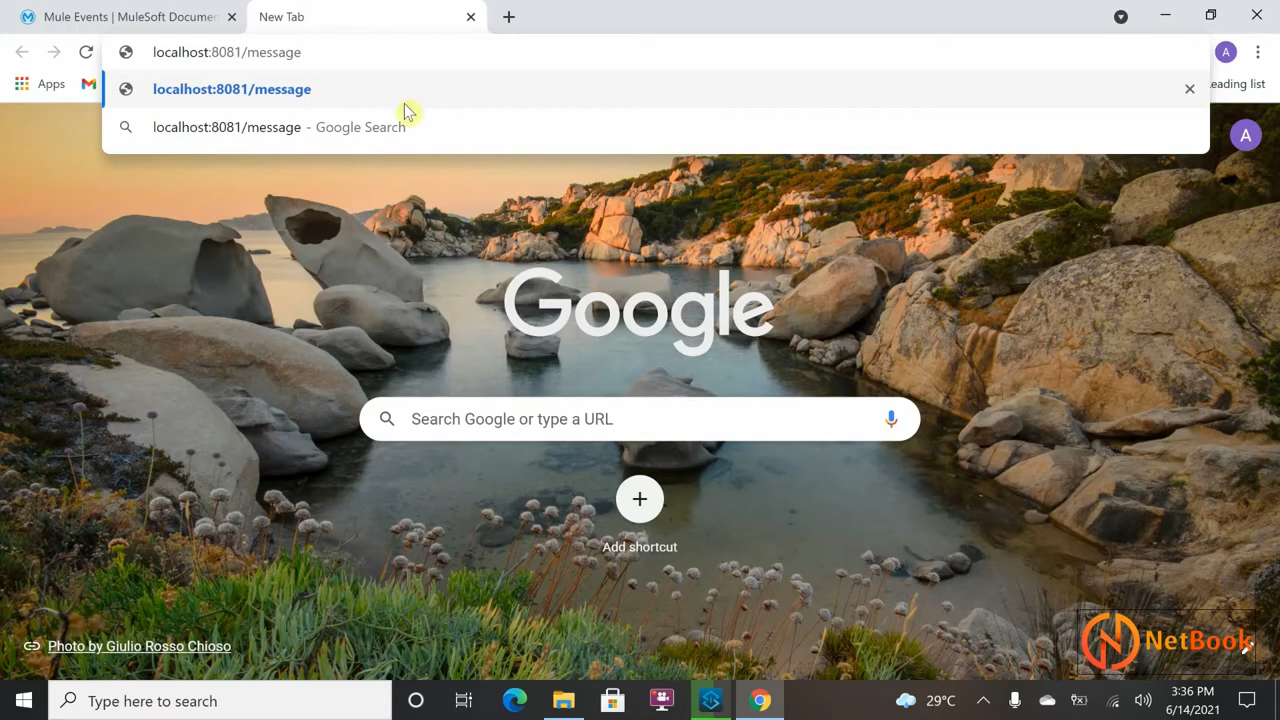 Mule Events | MuleSoft Documen
New Tab
localhost:8081/message
A
Apps
eading list
localhost:8081/message
localhost:8081/message - Google Search
A
Google
Search Google or type a URL
Add shortcut
Photo by Giulio Rosso Chioso
NetBook
Type here to search
29°C
3:36 PM
6/14/2021